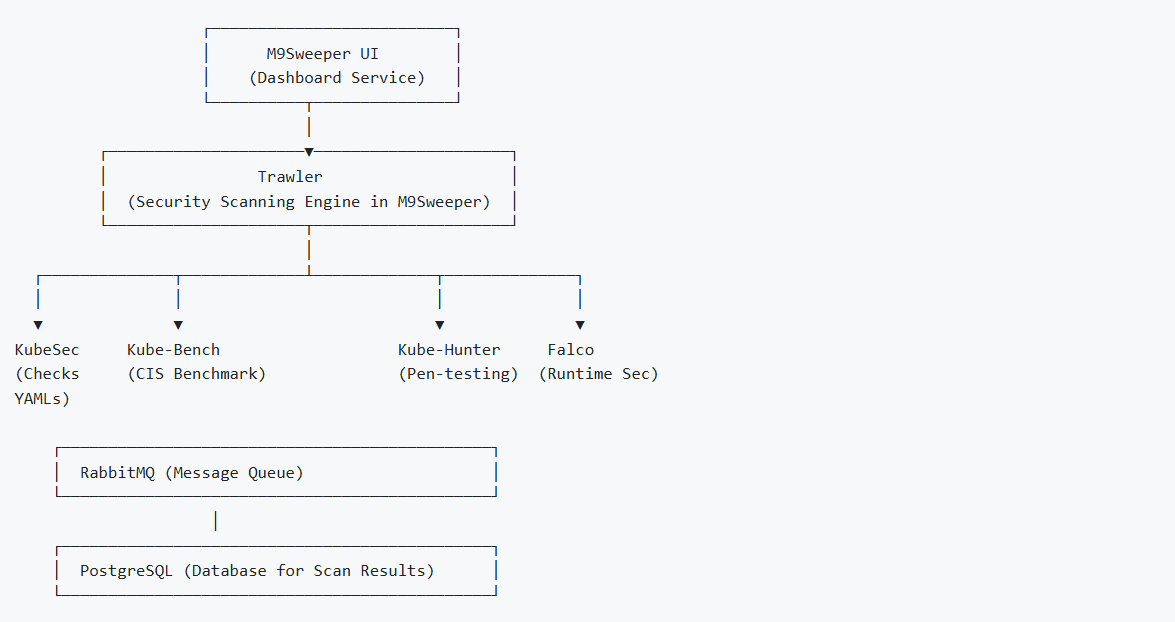 M9Sweeper UI
(Dashboard Service)
Trawler
(Security Scanning Engine in M9Sweeper)
KubeSec Kube-Bench Kube-Hunter Falco
(Checks (CIS Benchmark) (Pen-testing) (Runtime Sec)
YAMLs)
RabbitMQ (Message Queue)
PostgreSQL (Database for Scan Results)